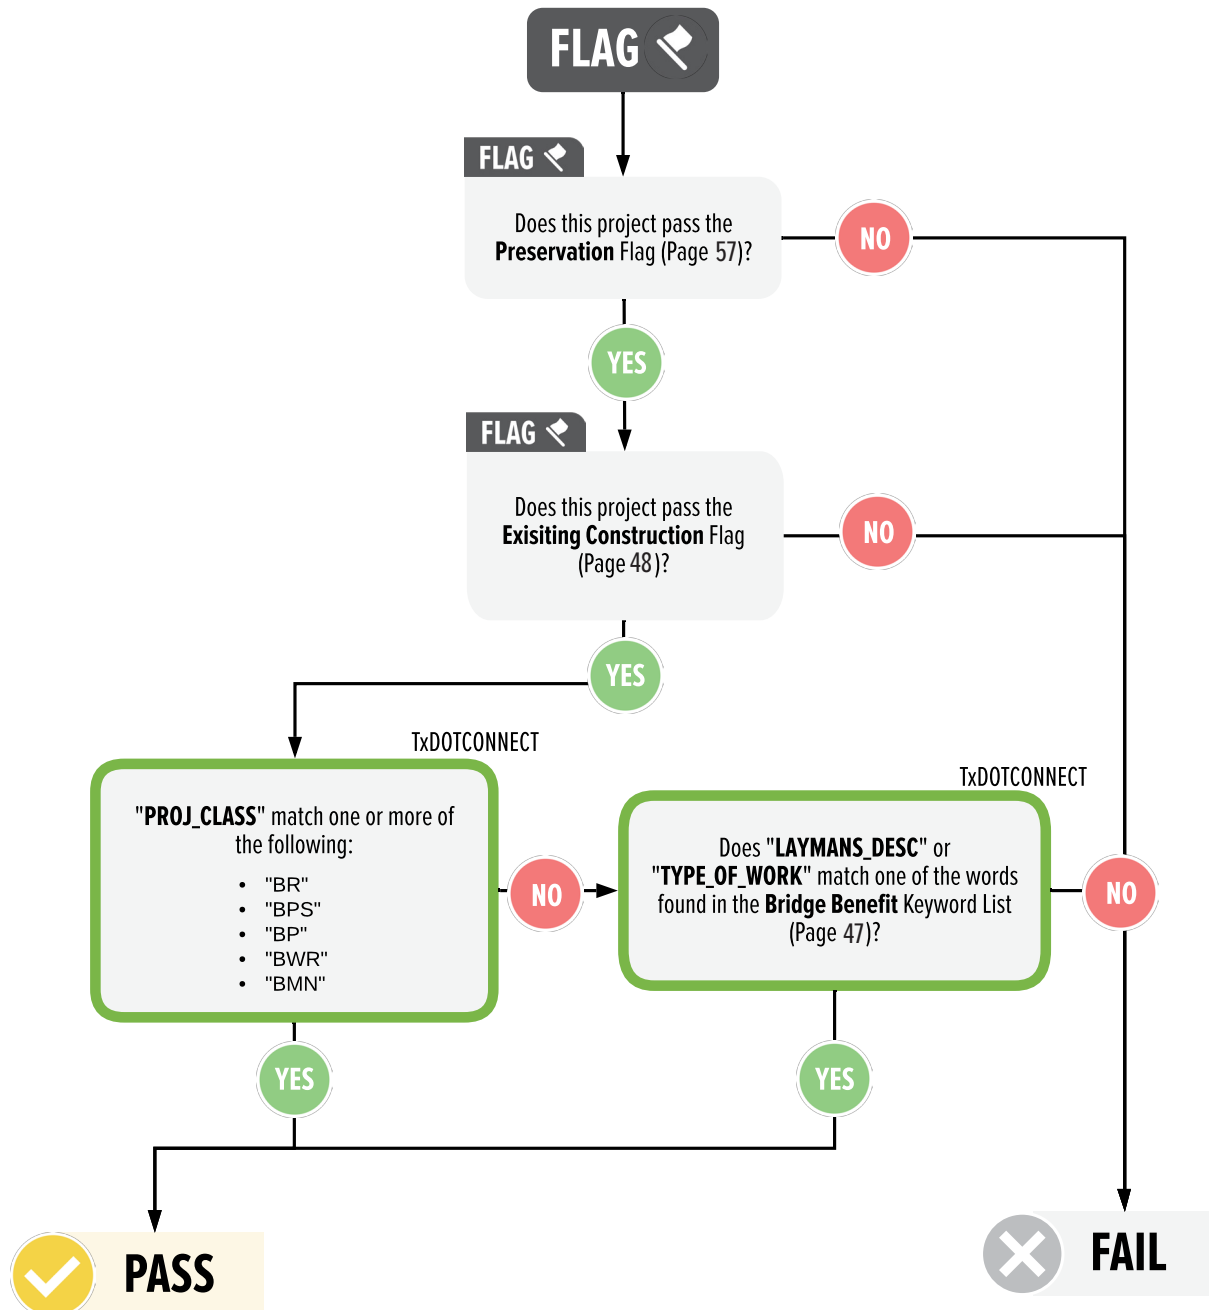 FLAG
FLAG
Does this project pass the
Preservation Flag (Page 57)?
NO
YES
FLAG
Does this project pass the
Exisiting Construction Flag
(Page 48)?
NO
YES
TxDOTCONNECT
"PROJ_CLASS" match one or more of
the following:
• "BR"
• "BPS"
• "BP"
• "BWR"
• "BMN"
NO
TxDOTCONNECT
Does "LAYMANS_DESC" or
"TYPE_OF_WORK" match one of the words
found in the Bridge Benefit Keyword List
(Page 47)?
NO
YES
YES
PASS
FAIL